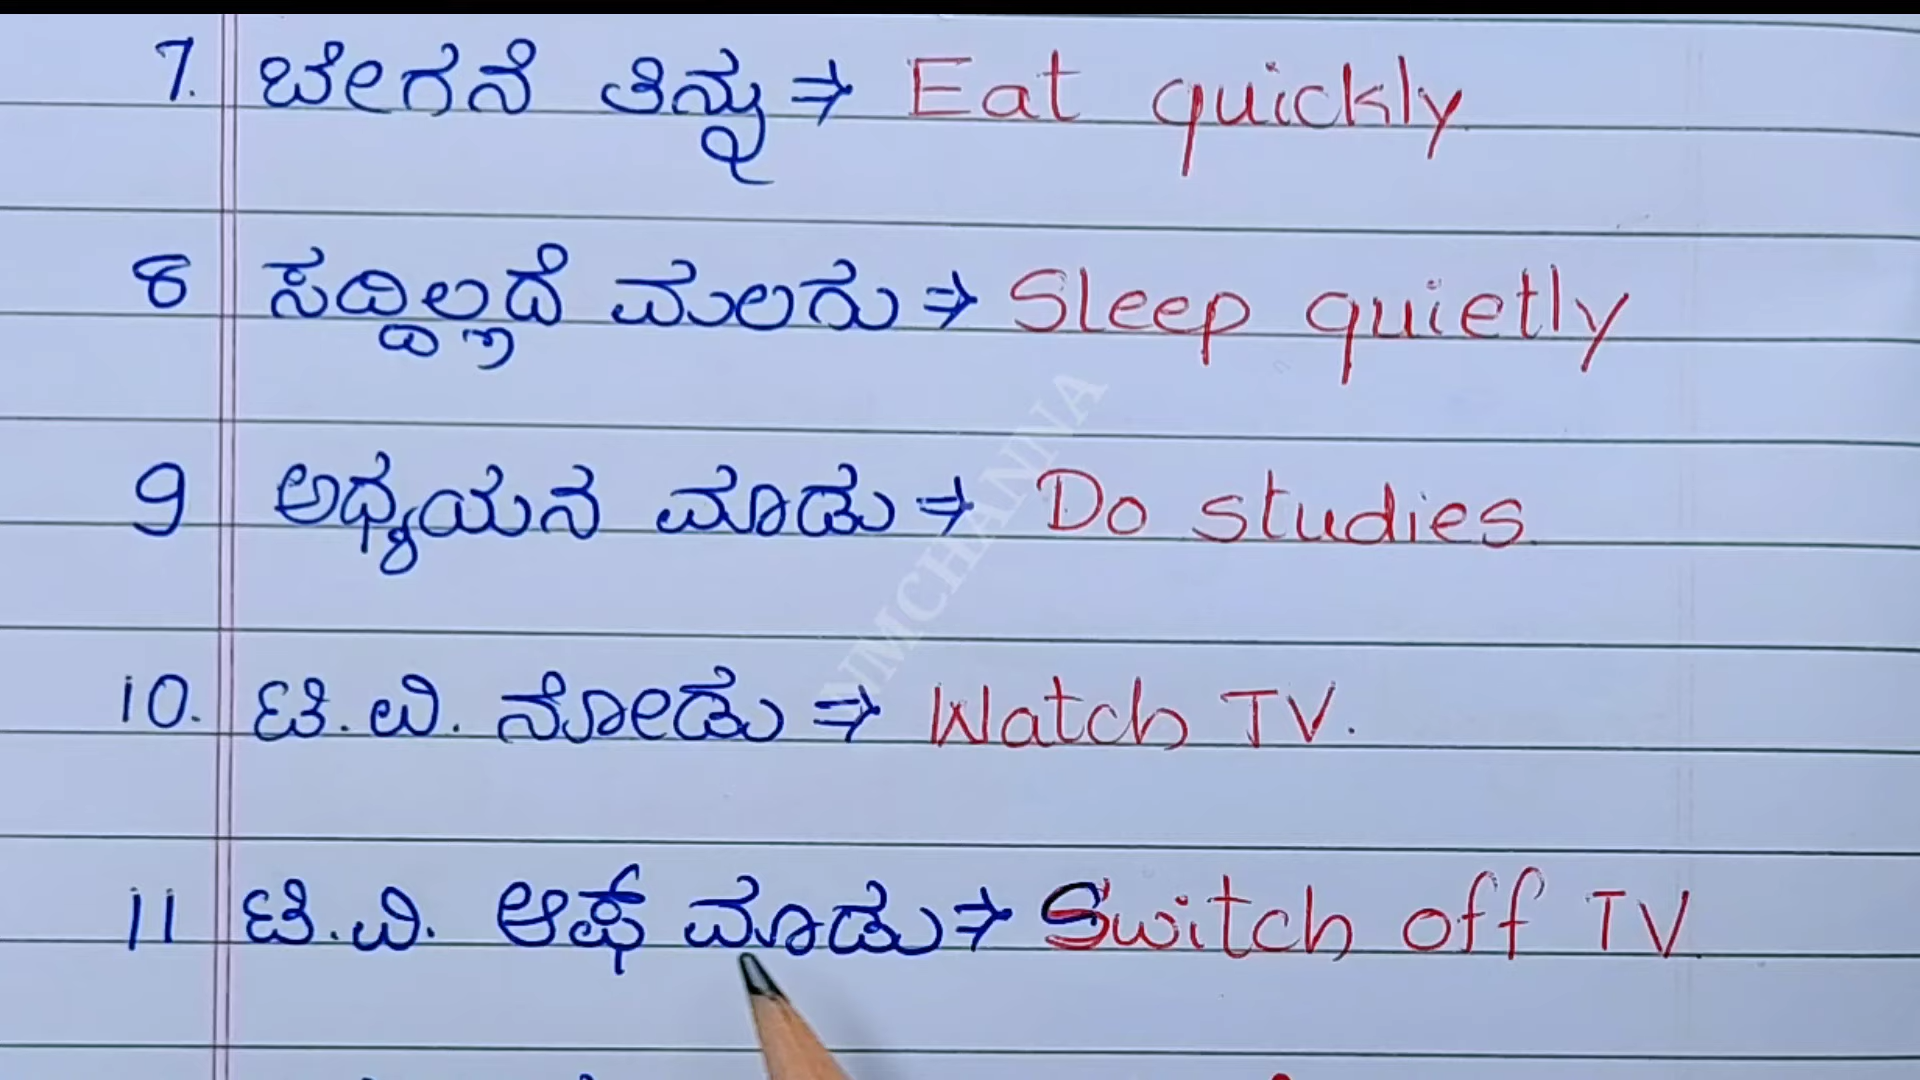 7. ಬೇಗನೆ ತಿನ್ನು ⇒ Eat quickly
8 ಸದ್ದಿಲ್ಲದೆ ಮಲಗು ⇒ Sleep quietly
9 ಅಧ್ಯಯನ ಮಾಡು ⇒ Do studies
10. ಟಿ.ವಿ. ನೋಡು ⇒ Watch TV.
11 ಟಿ.ವಿ. ಆಫ್ ಮಾಡು ⇒ Switch off TV
NMCHANNA